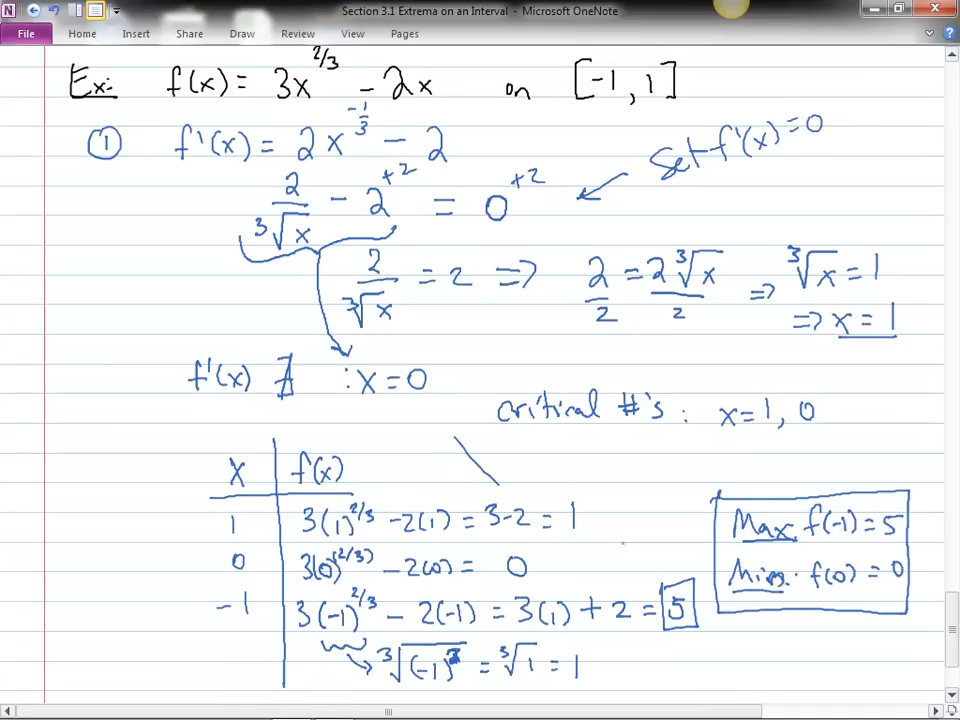 Section 3.1 Extrema on an Interval - Microsoft OneNote
File Home Insert Share Draw Review View Pages
Ex: f(x) = 3x^(2/3) - 2x on [-1, 1]
① f'(x) = 2x^(-1/3) - 2
Set f'(x) = 0
2/∛x - 2^(+2) = 0^(+2)
2/∛x = 2 => 2/2 = 2∛x/2 => ∛x = 1
=> x = 1
f'(x) ∄ : x = 0
critical #'s : x = 1, 0
x f(x)
1 3(1)^(2/3) - 2(1) = 3-2 = 1
0 3(0)^(2/3) - 2(0) = 0
-1 3(-1)^(2/3) - 2(-1) = 3(1) + 2 = 5
∛(-1)^2 = ∛1 = 1
Max. f(-1) = 5
Min. f(0) = 0